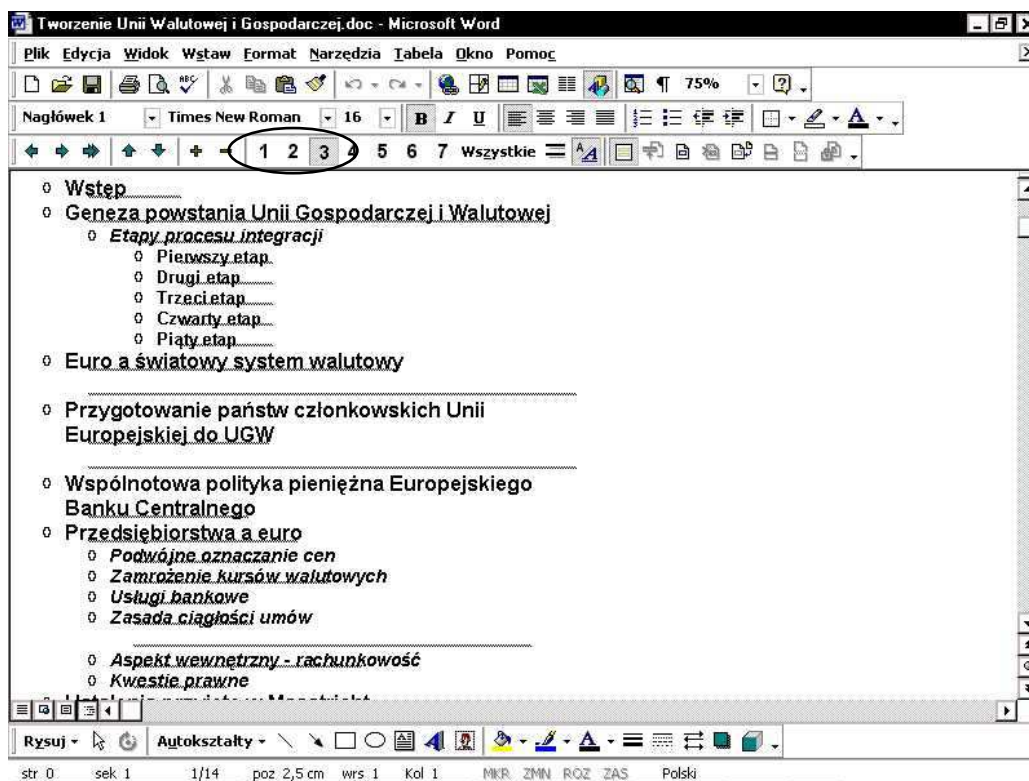 Tworzenie Unii Walutowej i Gospodarczej.doc - Microsoft Word
Plik Edycja Widok Wstaw Format Narzędzia Tabela Okno Pomoc
75%
Nagłówek 1 Times New Roman 16 B I U A
1 2 3 4 5 6 7 Wszystkie
Wstęp
Geneza powstania Unii Gospodarczej i Walutowej
Etapy procesu integracji
Pierwszy etap
Drugi etap
Trzeci etap
Czwarty etap
Piąty etap
Euro a światowy system walutowy
Przygotowanie państw członkowskich Unii
Europejskiej do UGW
Wspólnotowa polityka pieniężna Europejskiego
Banku Centralnego
Przedsiębiorstwa a euro
Podwójne oznaczanie cen
Zamrożenie kursów walutowych
Usługi bankowe
Zasada ciągłości umów
Aspekt wewnętrzny - rachunkowość
Kwestie prawne
Rysuj Autokształty
str 0 sek 1 1/14 poz 2,5 cm wrs 1 Kol 1 MKR ZMN ROZ ZAS Polski